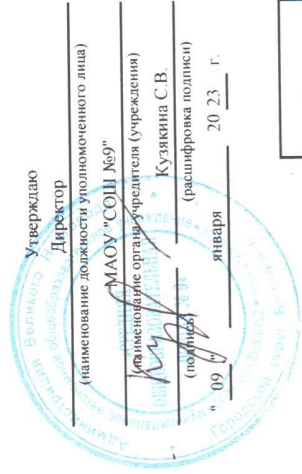 Утверждаю
Директор
(наименование должности уполномоченного лица)
МАОУ "СОШ №9"
(наименование органа-учредителя (учреждения)
Кузякина С.В.
(подпись) (расшифровка подписи)
" 09 " января 20 23 г.